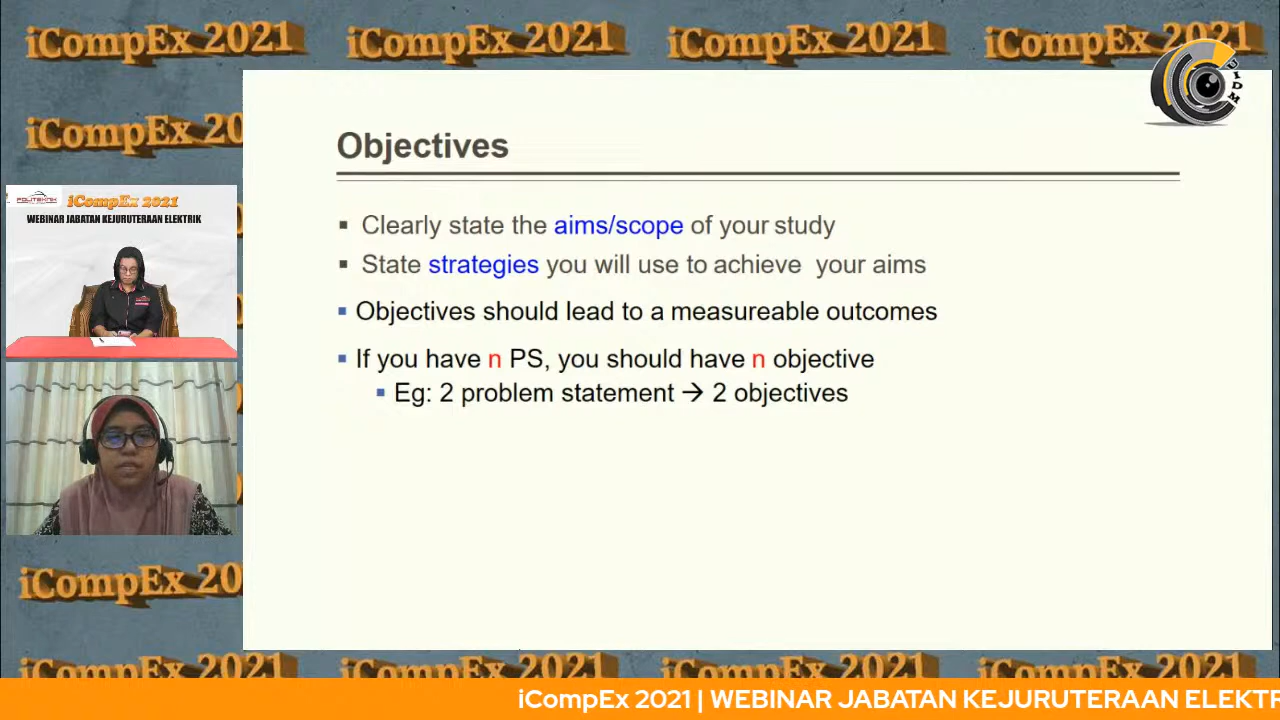 iCompEx 2021 iCompEx 2021 iCompEx 2021 iCompEx 2021
UIDM
iCompEx 20
Objectives
POLITEKNIK
iCompEx 2021
WEBINAR JABATAN KEJURUTERAAN ELEKTRIK
▪ Clearly state the aims/scope of your study
▪ State strategies you will use to achieve your aims
▪ Objectives should lead to a measureable outcomes
▪ If you have n PS, you should have n objective
▪ Eg: 2 problem statement → 2 objectives
iCompEx 20
iCompEx 2021 iCompEx 2021 iCompEx 2021 iCompEx 2021
iCompEx 2021 | WEBINAR JABATAN KEJURUTERAAN ELEKTR